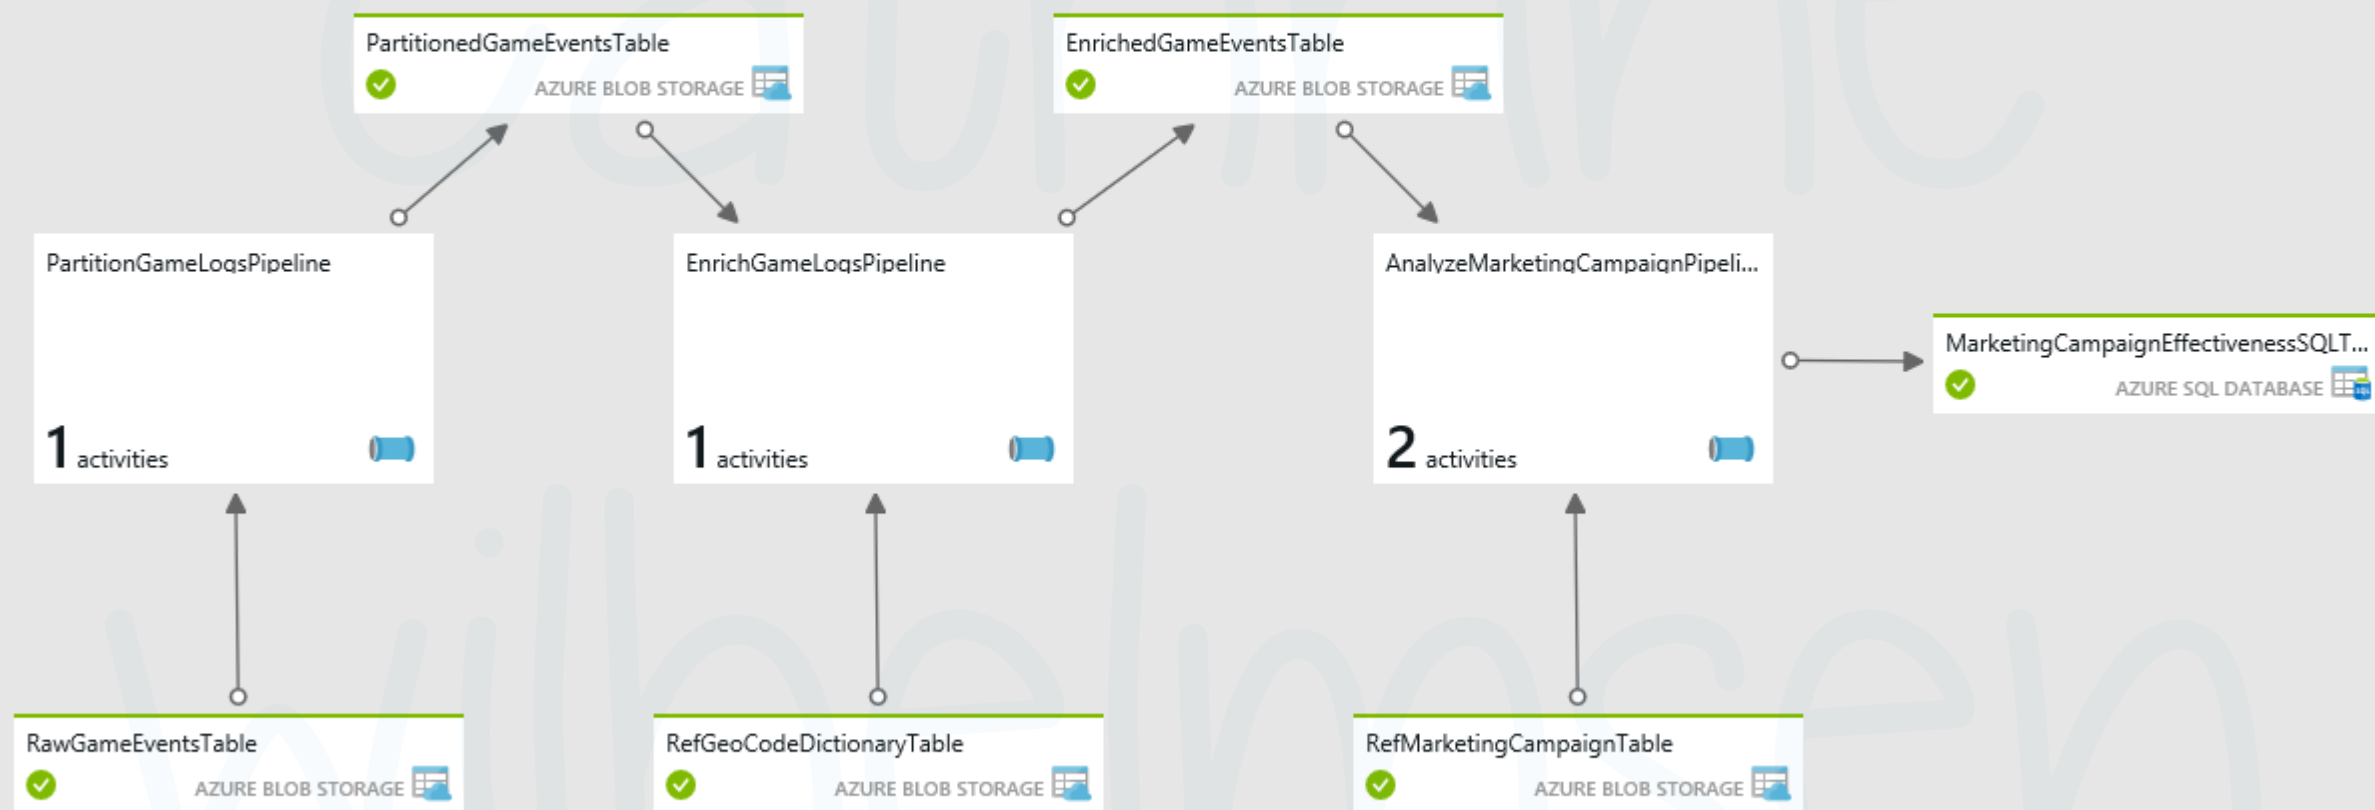 PartitionedGameEventsTable
AZURE BLOB STORAGE
EnrichedGameEventsTable
AZURE BLOB STORAGE
PartitionGameLogsPipeline
1 activities
EnrichGameLogsPipeline
1 activities
AnalyzeMarketingCampaignPipeli...
2 activities
MarketingCampaignEffectivenessSQLT...
AZURE SQL DATABASE
RawGameEventsTable
AZURE BLOB STORAGE
RefGeoCodeDictionaryTable
AZURE BLOB STORAGE
RefMarketingCampaignTable
AZURE BLOB STORAGE
wilhelmsen